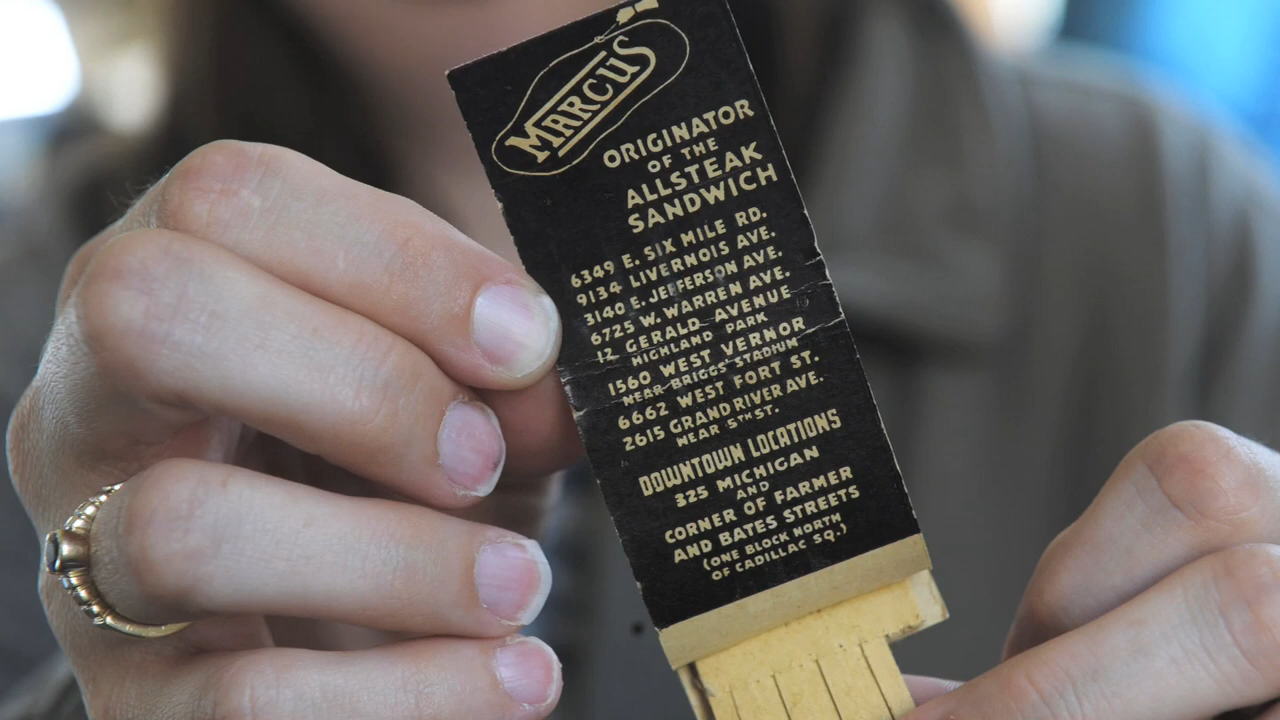 MARCUS
ORIGINATOR
OF THE
ALLSTEAK
SANDWICH
6349 E. SIX MILE RD.
9134 LIVERNOIS AVE.
3140 E. JEFFERSON AVE.
6725 W. WARREN AVE.
12 GERALD AVENUE
HIGHLAND PARK
1560 WEST VERNOR
NEAR BRIGGS STADIUM
6662 WEST FORT ST.
2615 GRAND RIVER AVE.
NEAR 5TH ST.
DOWNTOWN LOCATIONS
325 MICHIGAN
AND
CORNER OF FARMER
AND BATES STREETS
(ONE BLOCK NORTH
OF CADILLAC SQ.)